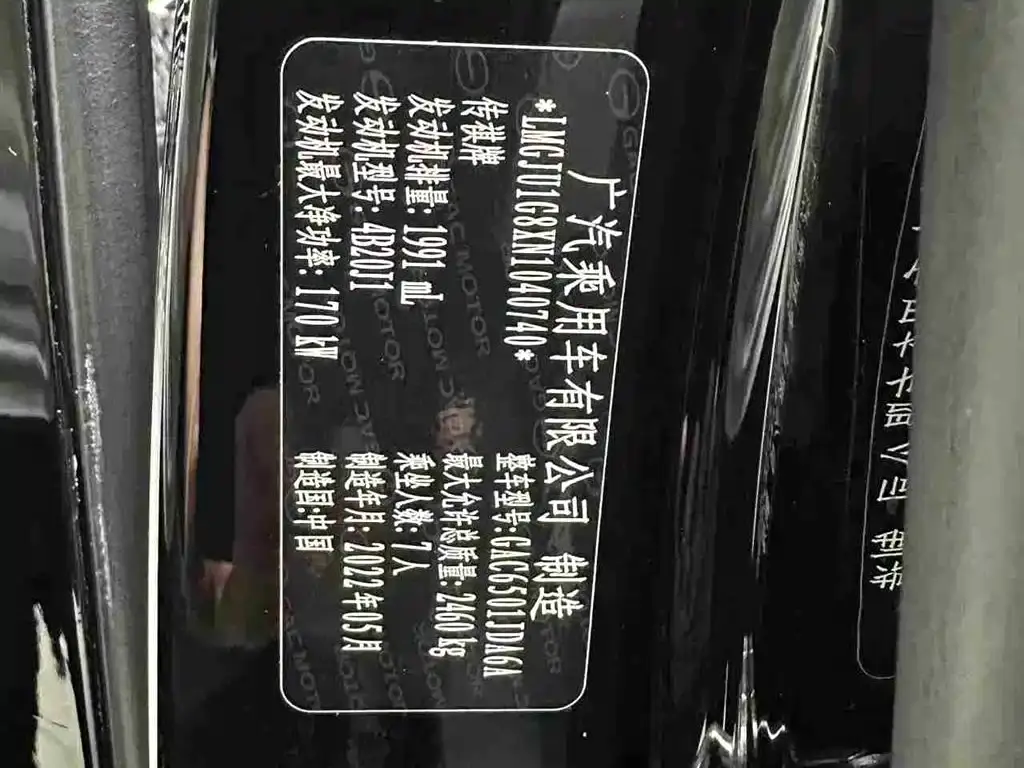 广汽乘用车有限公司 制造
*LMGJU1G8XN1040740*
传祺牌
整车型号:GAC6501JDA6A
发动机排量: 1991 mL
最大允许总质量: 2460 kg
发动机型号: 4B20J1
乘坐人数: 7人
发动机最大净功率: 170 kW
制造年月: 2022年05月
制造国:中国
GAC MOTOR